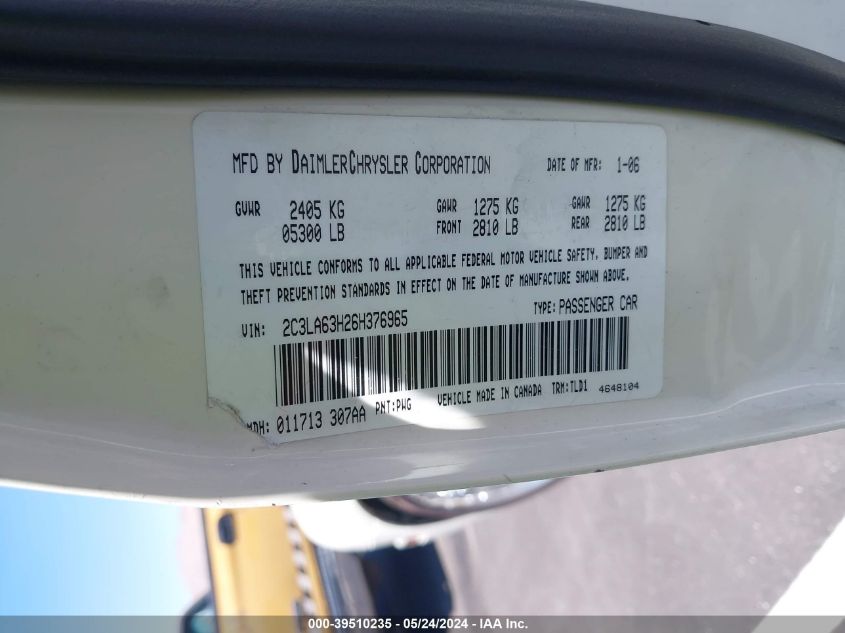 MFD BY DAIMLERCHRYSLER CORPORATION DATE OF MFR: 1-06
GVWR 2405 KG GAWR 1275 KG GAWR 1275 KG
05300 LB FRONT 2810 LB REAR 2810 LB
THIS VEHICLE CONFORMS TO ALL APPLICABLE FEDERAL MOTOR VEHICLE SAFETY, BUMPER AND
THEFT PREVENTION STANDARDS IN EFFECT ON THE DATE OF MANUFACTURE SHOWN ABOVE.
VIN: 2C3LA63H26H376965 TYPE: PASSENGER CAR
MDH: 011713 307AA PNT:PWG VEHICLE MADE IN CANADA TRM:TLD1 4648104
000-39510235 - 05/24/2024 - IAA Inc.